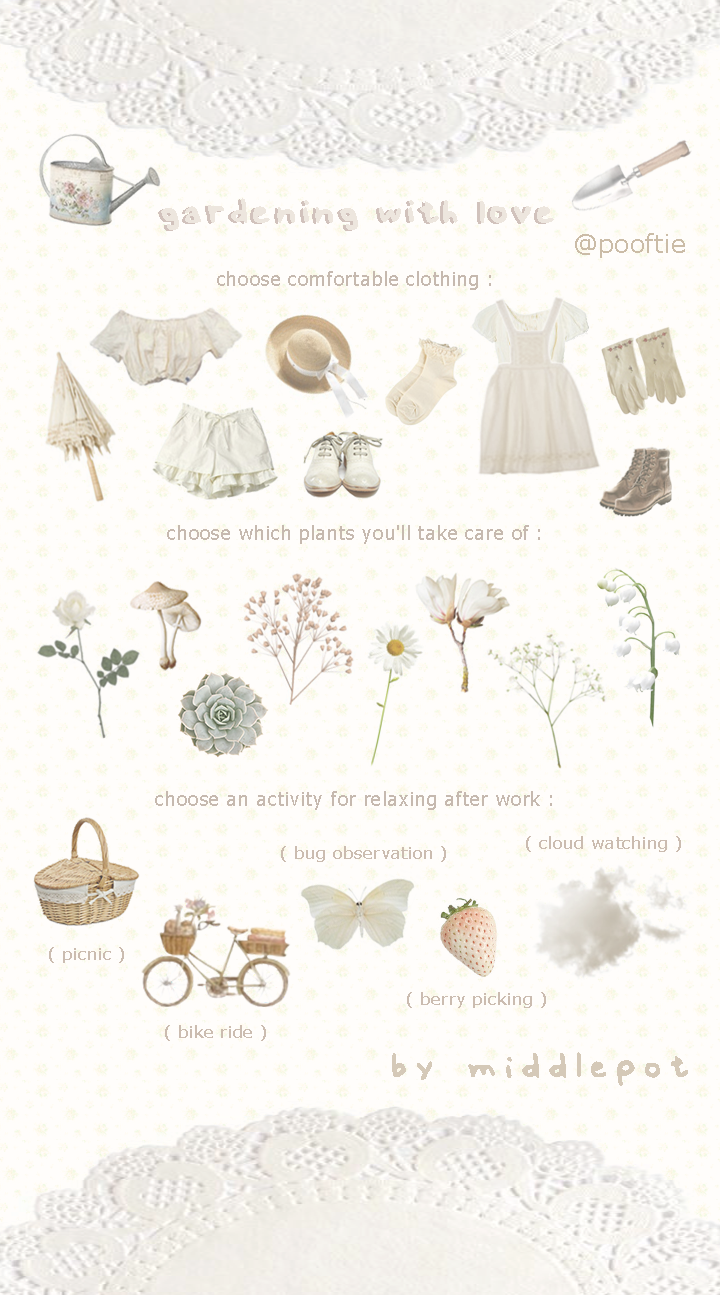 gardening with love
@pooftie
choose comfortable clothing :
choose which plants you'll take care of :
choose an activity for relaxing after work :
( cloud watching )
( bug observation )
( picnic )
( berry picking )
( bike ride )
by middlepot